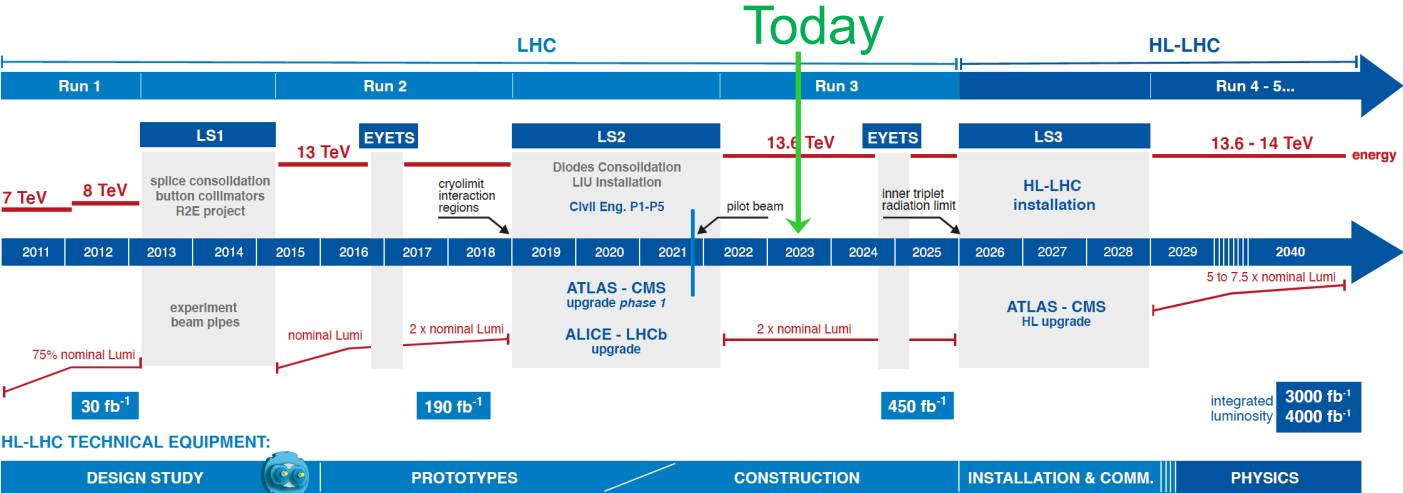 Today
LHC
HL-LHC
Run 1
Run 2
Run 3
Run 4 - 5...
LS1
EYETS
LS2
EYETS
LS3
13 TeV
13.6 TeV
13.6 - 14 TeV
energy
7 TeV
8 TeV
splice consolidation
button collimators
R2E project
cryolimit
interaction
regions
Diodes Consolidation
LIU Installation
Civil Eng. P1-P5
pilot beam
inner triplet
radiation limit
HL-LHC
installation
2011
2012
2013
2014
2015
2016
2017
2018
2019
2020
2021
2022
2023
2024
2025
2026
2027
2028
2029
2040
5 to 7.5 x nominal Lumi
experiment
beam pipes
ATLAS - CMS
upgrade phase 1
ALICE - LHCb
upgrade
ATLAS - CMS
HL upgrade
75% nominal Lumi
nominal Lumi
2 x nominal Lumi
2 x nominal Lumi
30 fb-1
190 fb-1
450 fb-1
integrated
luminosity
3000 fb-1
4000 fb-1
HL-LHC TECHNICAL EQUIPMENT:
DESIGN STUDY
PROTOTYPES
CONSTRUCTION
INSTALLATION & COMM.
PHYSICS